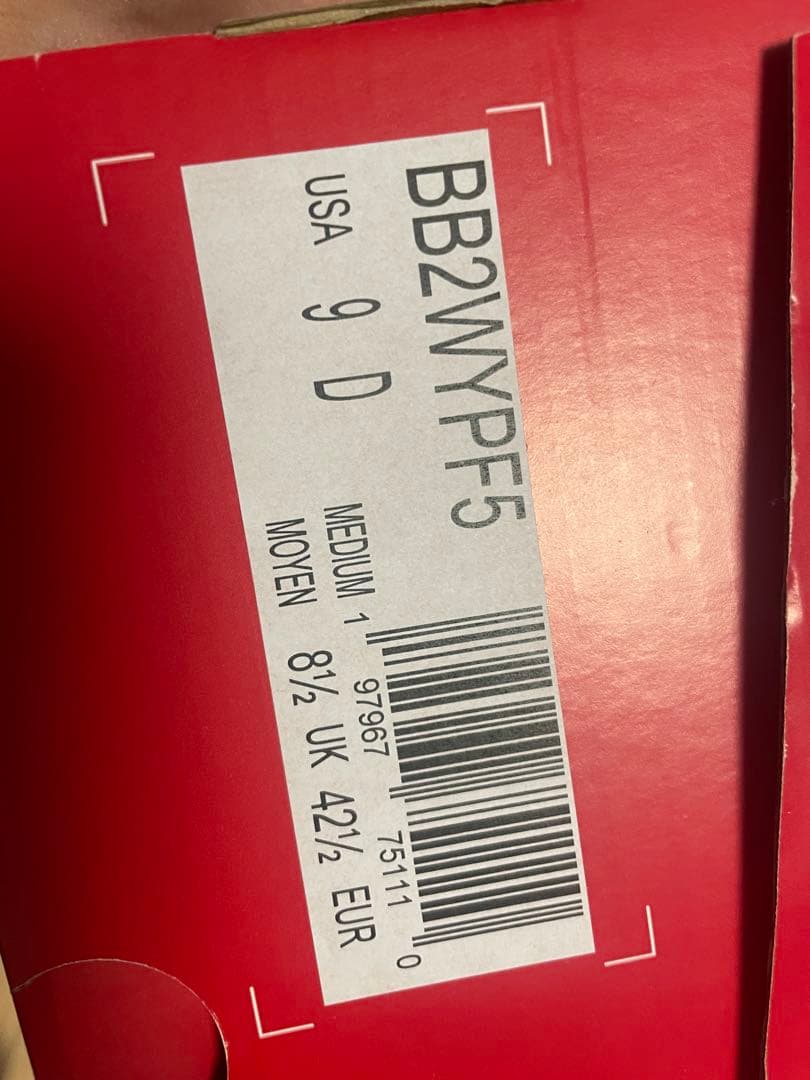 BB2WYPF5
1 97967 75111 0
USA 9 D MEDIUM
MOYEN 8½ UK 42½ EUR